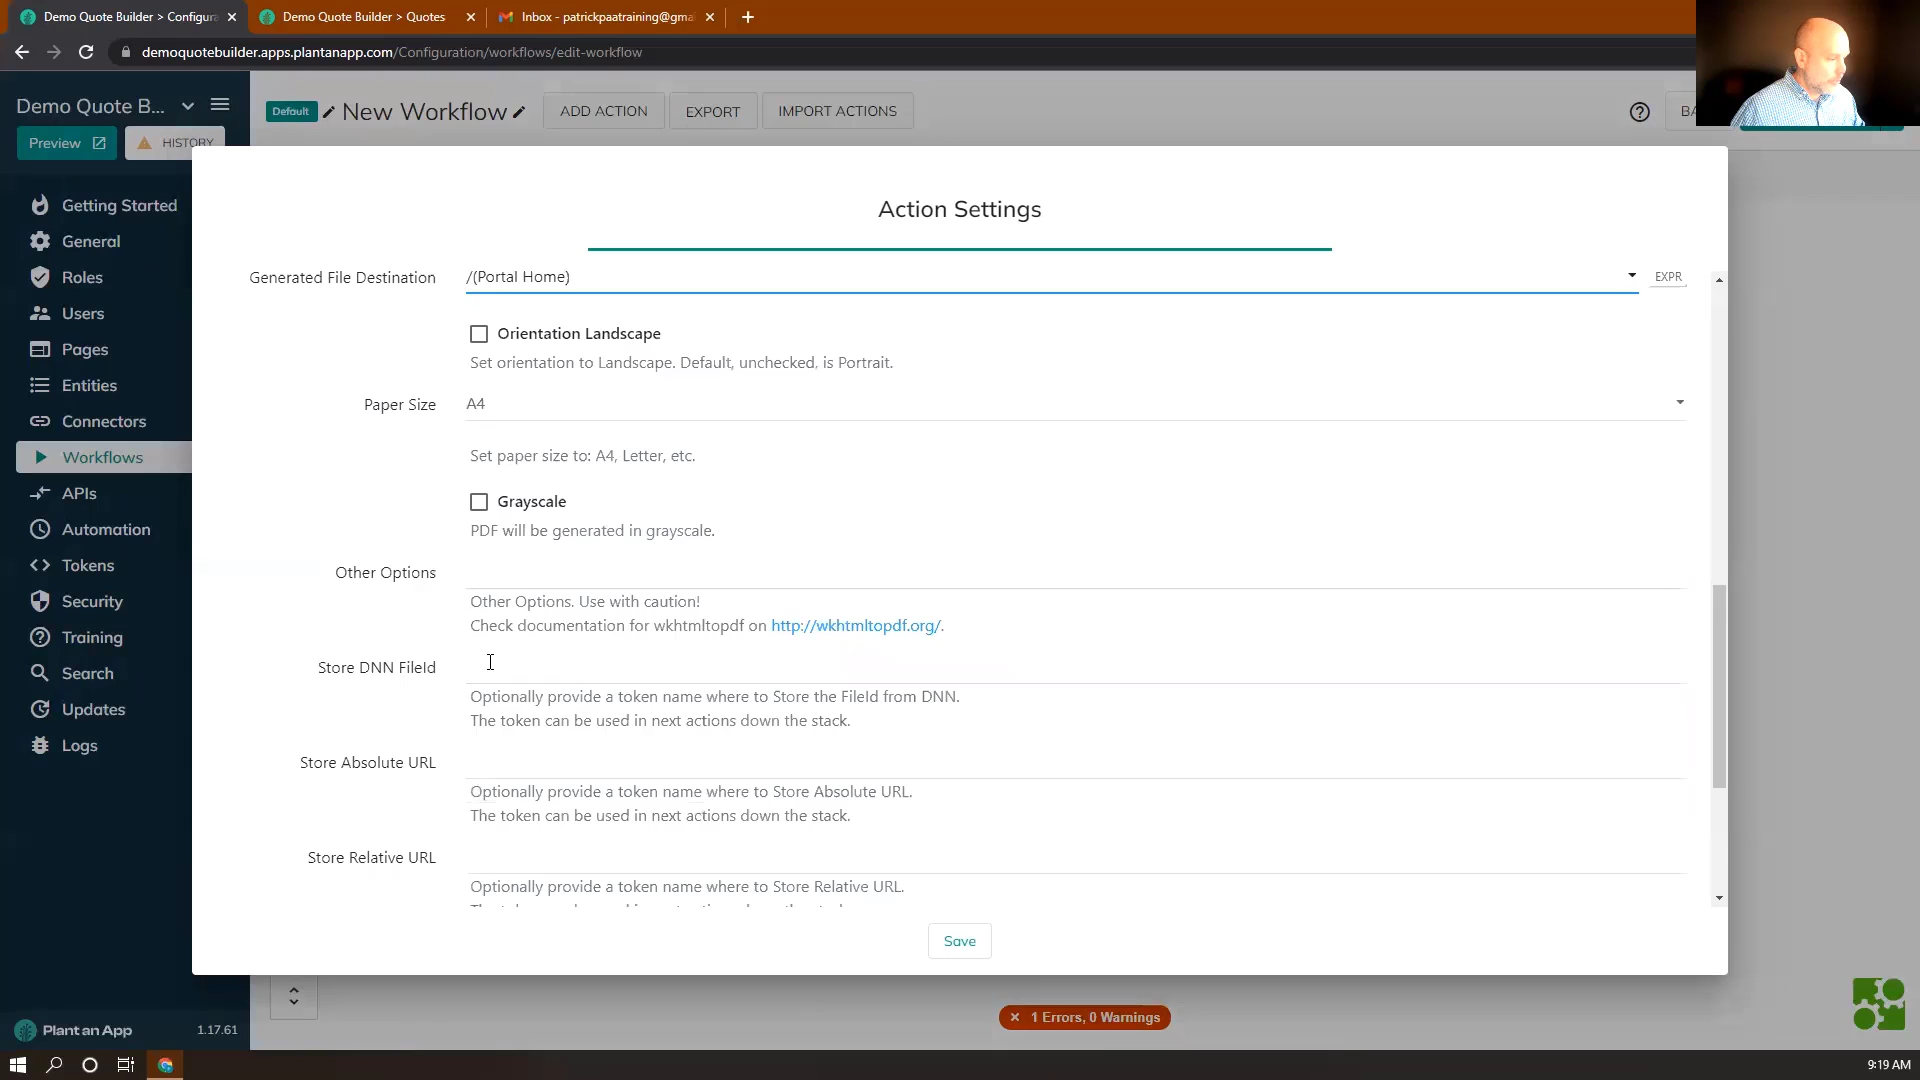 Demo Quote Builder > Configura
Demo Quote Builder > Quotes
Inbox - patrickpaatraining@gma
demoquotebuilder.apps.plantanapp.com/Configuration/workflows/edit-workflow
Demo Quote B...
Default
New Workflow
ADD ACTION
EXPORT
IMPORT ACTIONS
BA
Preview
HISTORY
Getting Started
General
Roles
Users
Pages
Entities
Connectors
Workflows
APIs
Automation
Tokens
Security
Training
Search
Updates
Logs
Action Settings
Generated File Destination
/(Portal Home)
EXPR
Orientation Landscape
Set orientation to Landscape. Default, unchecked, is Portrait.
Paper Size
A4
Set paper size to: A4, Letter, etc.
Grayscale
PDF will be generated in grayscale.
Other Options
Other Options. Use with caution!
Check documentation for wkhtmltopdf on http://wkhtmltopdf.org/.
Store DNN FileId
Optionally provide a token name where to Store the FileId from DNN.
The token can be used in next actions down the stack.
Store Absolute URL
Optionally provide a token name where to Store Absolute URL.
The token can be used in next actions down the stack.
Store Relative URL
Optionally provide a token name where to Store Relative URL.
Save
1 Errors, 0 Warnings
Plant an App
1.17.61
9:19 AM